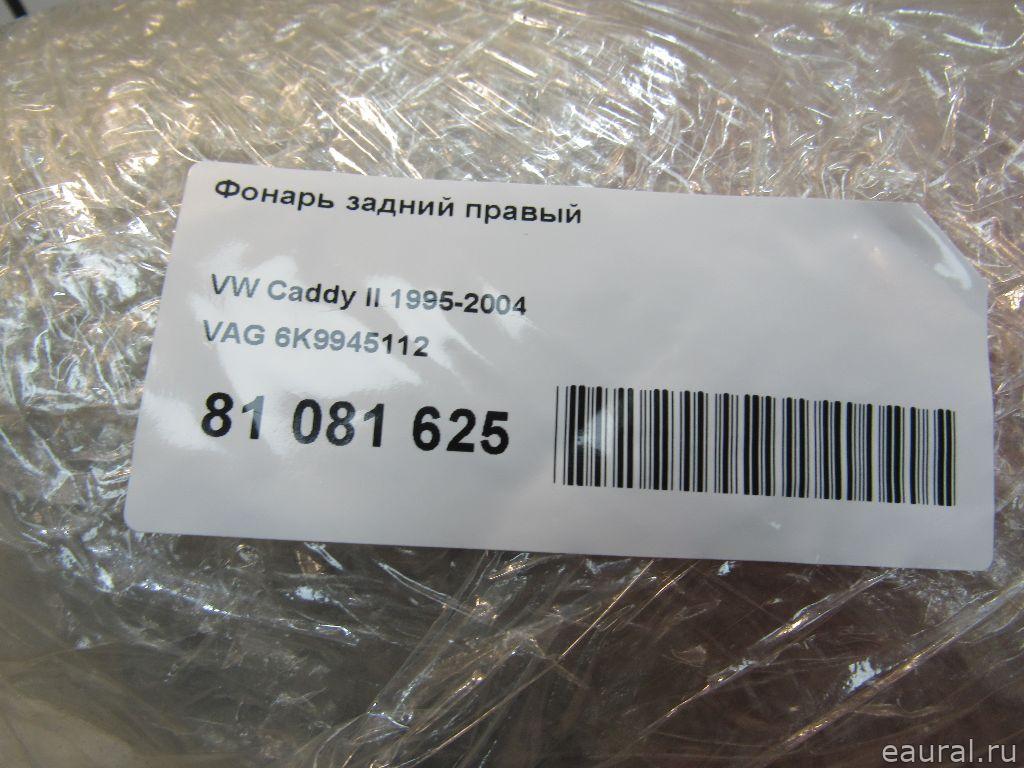 Фонарь задний правый
VW Caddy II 1995-2004
VAG 6K9945112
81 081 625
eaural.ru